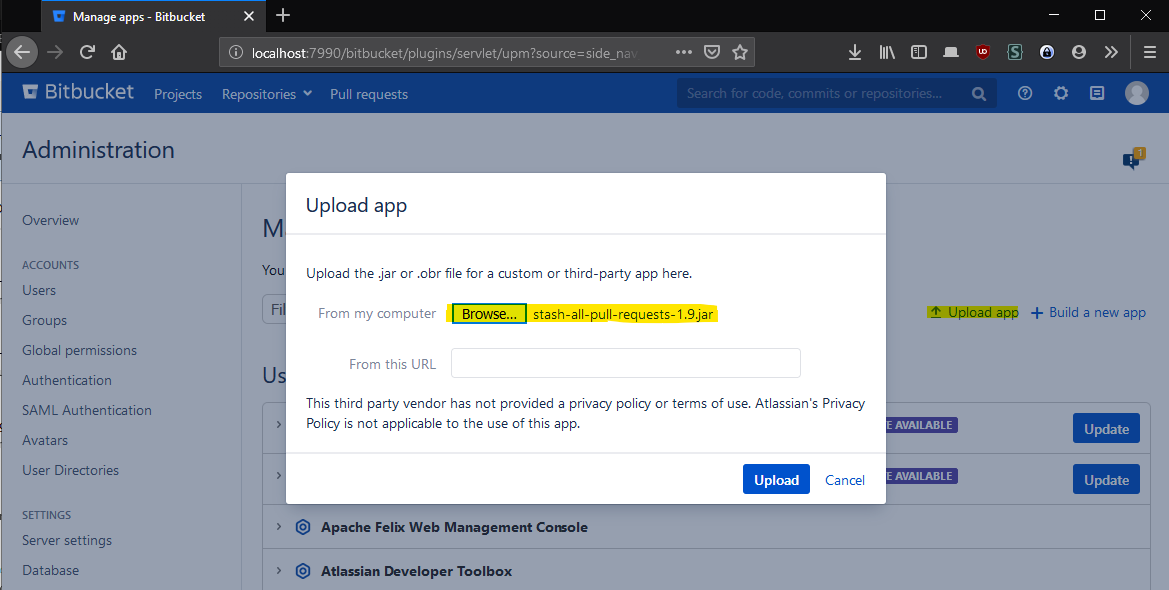 Manage apps - Bitbucket
localhost:7990/bitbucket/plugins/servlet/upm?source=side_nav
Bitbucket Projects Repositories Pull requests Search for code, commits or repositories...
Administration
1
Upload app
Overview
You
Upload the .jar or .obr file for a custom or third-party app here.
ACCOUNTS
Users
From my computer Browse... stash-all-pull-requests-1.9.jar
Upload app Build a new app
Groups
Global permissions
From this URL
Authentication
This third party vendor has not provided a privacy policy or terms of use. Atlassian's Privacy
Policy is not applicable to the use of this app.
SAML Authentication
AVAILABLE Update
Avatars
User Directories
Upload Cancel
AVAILABLE Update
SETTINGS
Server settings
Apache Felix Web Management Console
Database
Atlassian Developer Toolbox